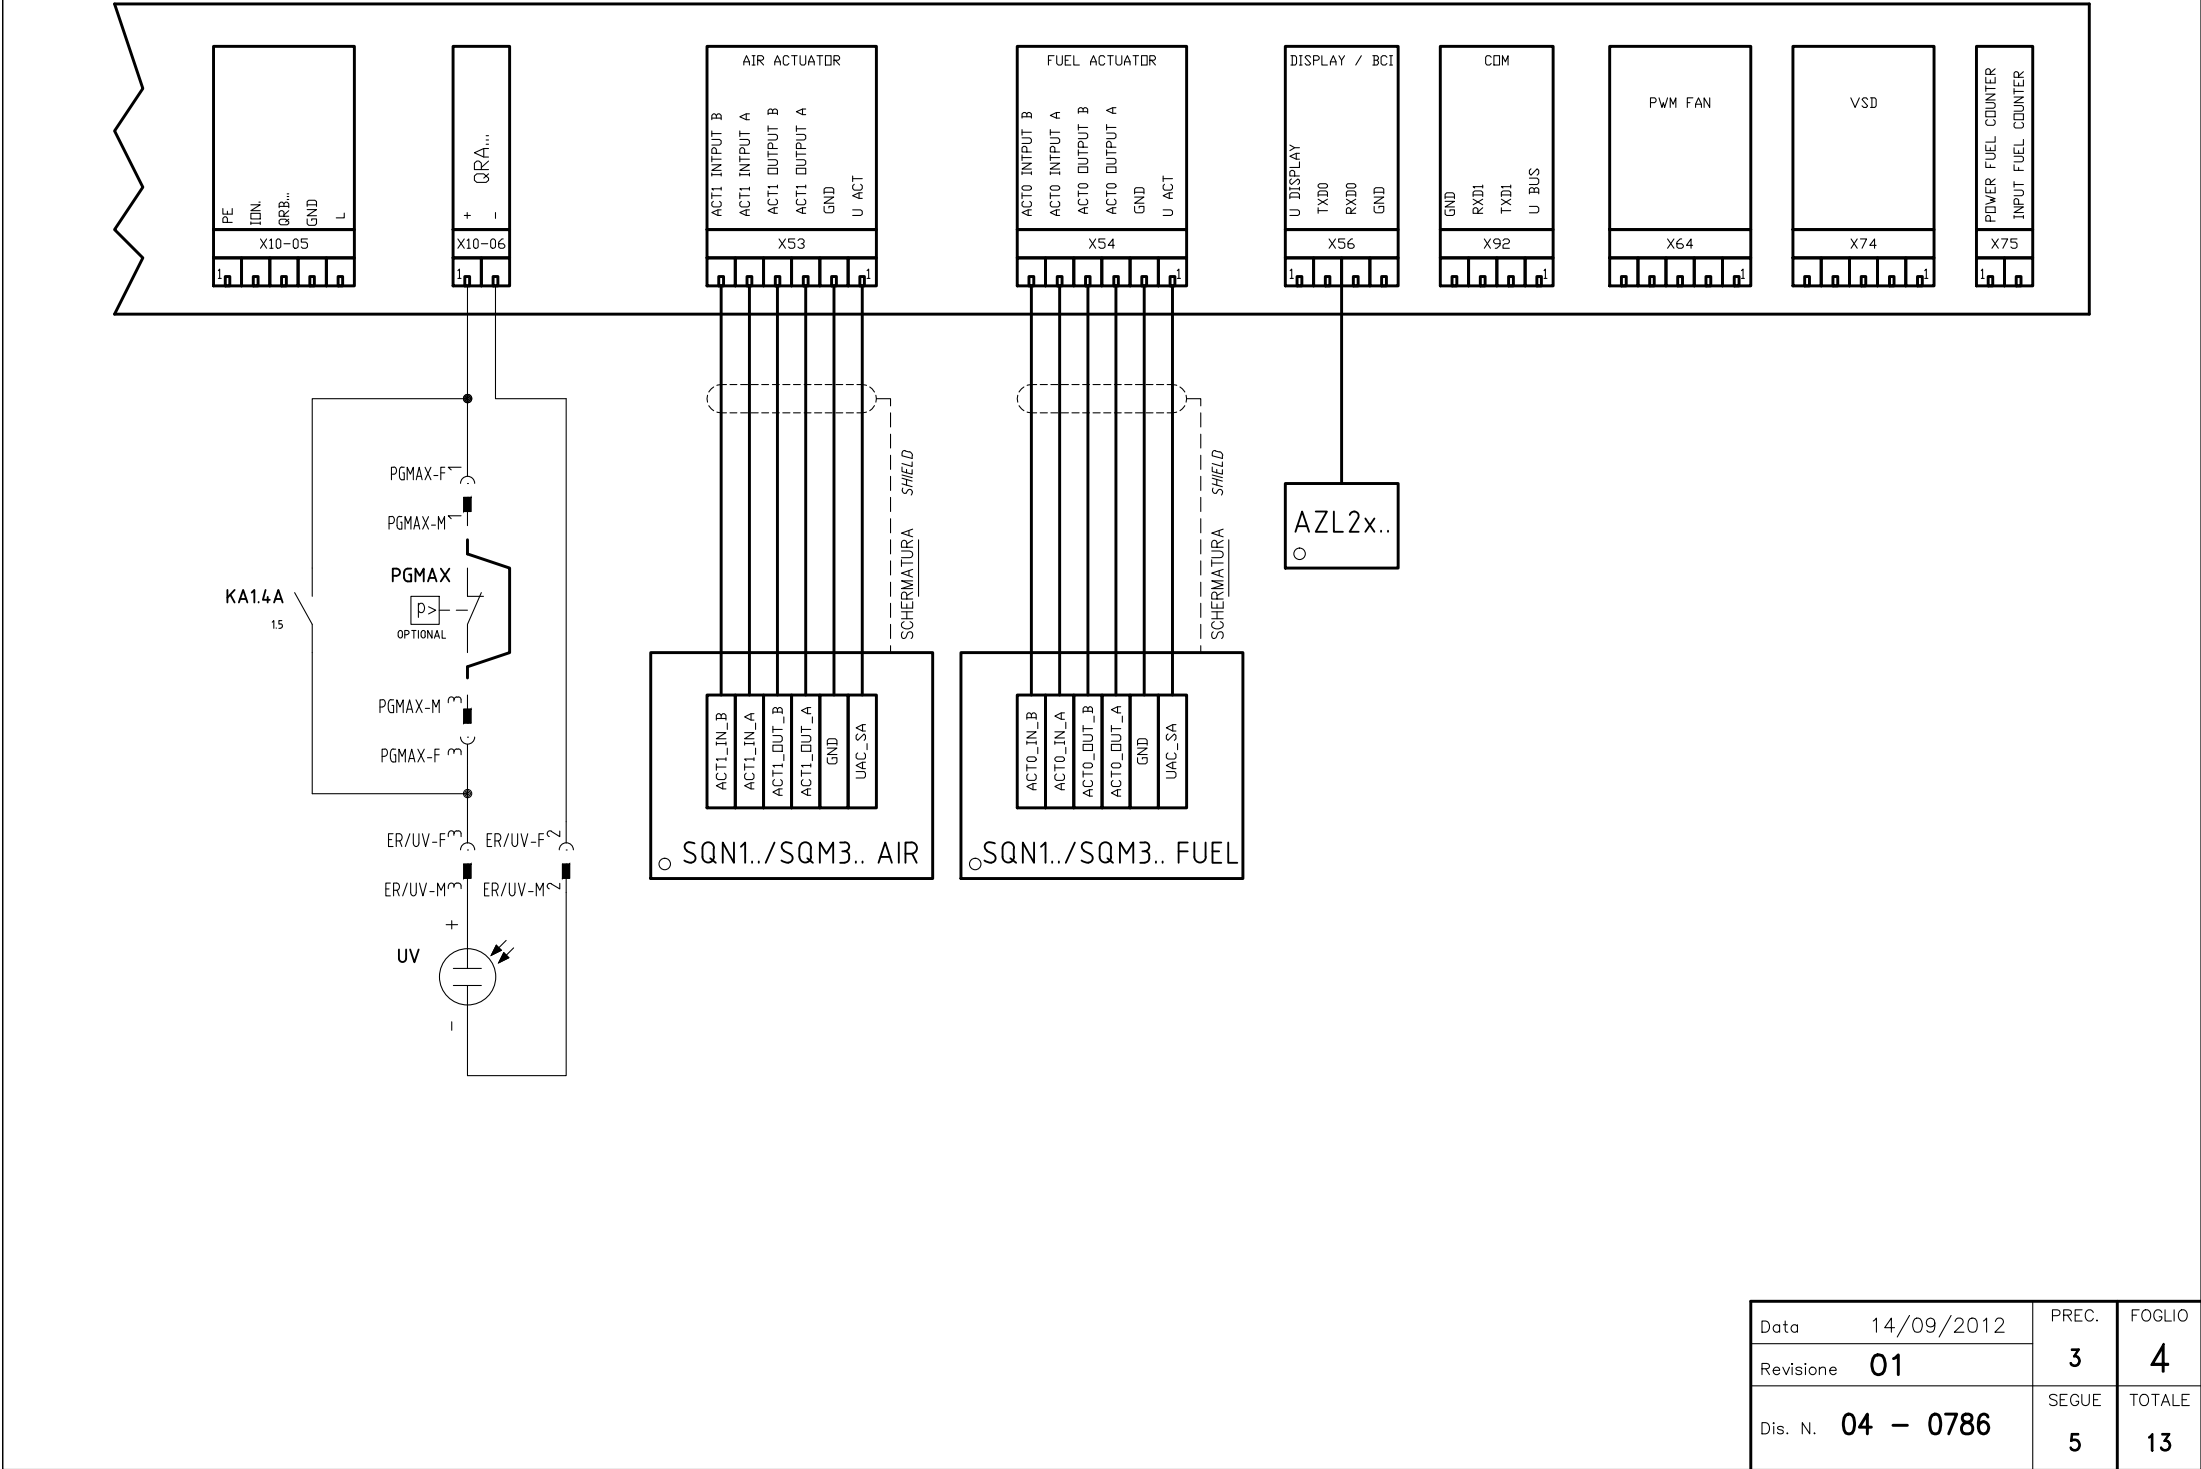 PE
ION.
QRB...
GND
L
X10-05
1
QRA...
+
-
X10-06
1
AIR ACTUATOR
ACT1 INTPUT B
ACT1 INTPUT A
ACT1 OUTPUT B
ACT1 OUTPUT A
GND
U ACT
X53
1
FUEL ACTUATOR
ACT0 INTPUT B
ACT0 INTPUT A
ACT0 OUTPUT B
ACT0 OUTPUT A
GND
U ACT
X54
1
DISPLAY / BCI
U DISPLAY
TXD0
RXD0
GND
X56
1
COM
GND
RXD1
TXD1
U BUS
X92
1
PWM FAN
X64
1
VSD
X74
1
POWER FUEL COUNTER
INPUT FUEL COUNTER
X75
1
PGMAX-F 1
PGMAX-M 1
PGMAX
P>
OPTIONAL
KA1.4A
1.5
PGMAX-M 3
PGMAX-F 3
ER/UV-F 3
ER/UV-F 2
ER/UV-M 3
ER/UV-M 2
+
UV
-
SCHERMATURA SHIELD
ACT1_IN_B
ACT1_IN_A
ACT1_OUT_B
ACT1_OUT_A
GND
UAC_SA
SQN1../SQM3.. AIR
SCHERMATURA SHIELD
ACT0_IN_B
ACT0_IN_A
ACT0_OUT_B
ACT0_OUT_A
GND
UAC_SA
SQN1../SQM3.. FUEL
AZL2x..
Data 14/09/2012
Revisione 01
Dis. N. 04 - 0786
PREC.
3
FOGLIO
4
SEGUE
5
TOTALE
13